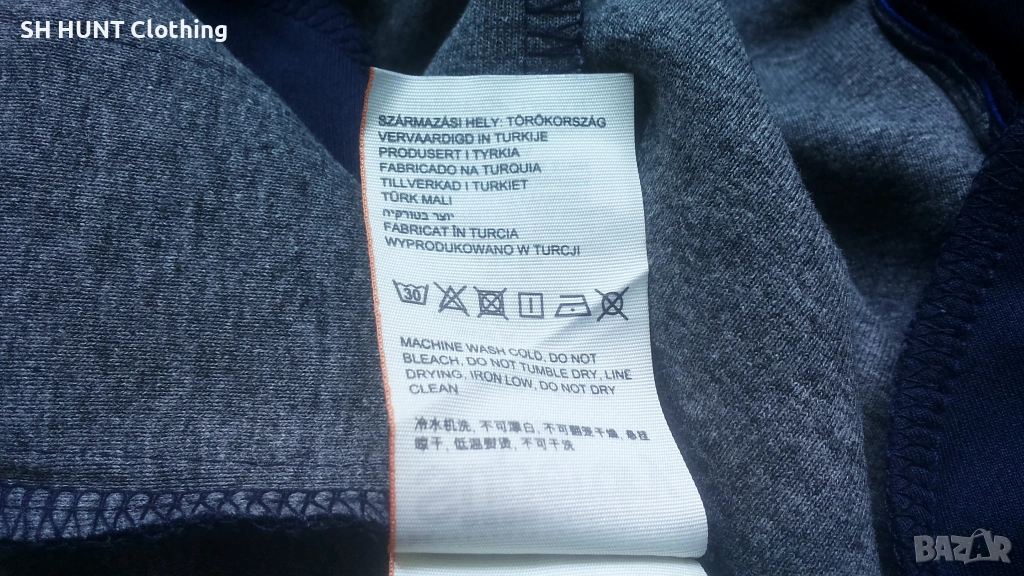 SH HUNT Clothing
SZÁRMAZÁSI HELY: TÖRÖKORSZÁG
VERVAARDIGD IN TURKIJE
PRODUSERT I TYRKIA
FABRICADO NA TURQUIA
TILLVERKAD I TURKIET
TÜRK MALI
יוצר בטורקיה
FABRICAT ÎN TURCIA
WYPRODUKOWANO W TURCJI
30
MACHINE WASH COLD, DO NOT
BLEACH, DO NOT TUMBLE DRY, LINE
DRYING, IRON LOW, DO NOT DRY
CLEAN
冷水机洗, 不可漂白, 不可翻滚干燥, 悬挂
晾干, 低温熨烫, 不可干洗
BAZAR